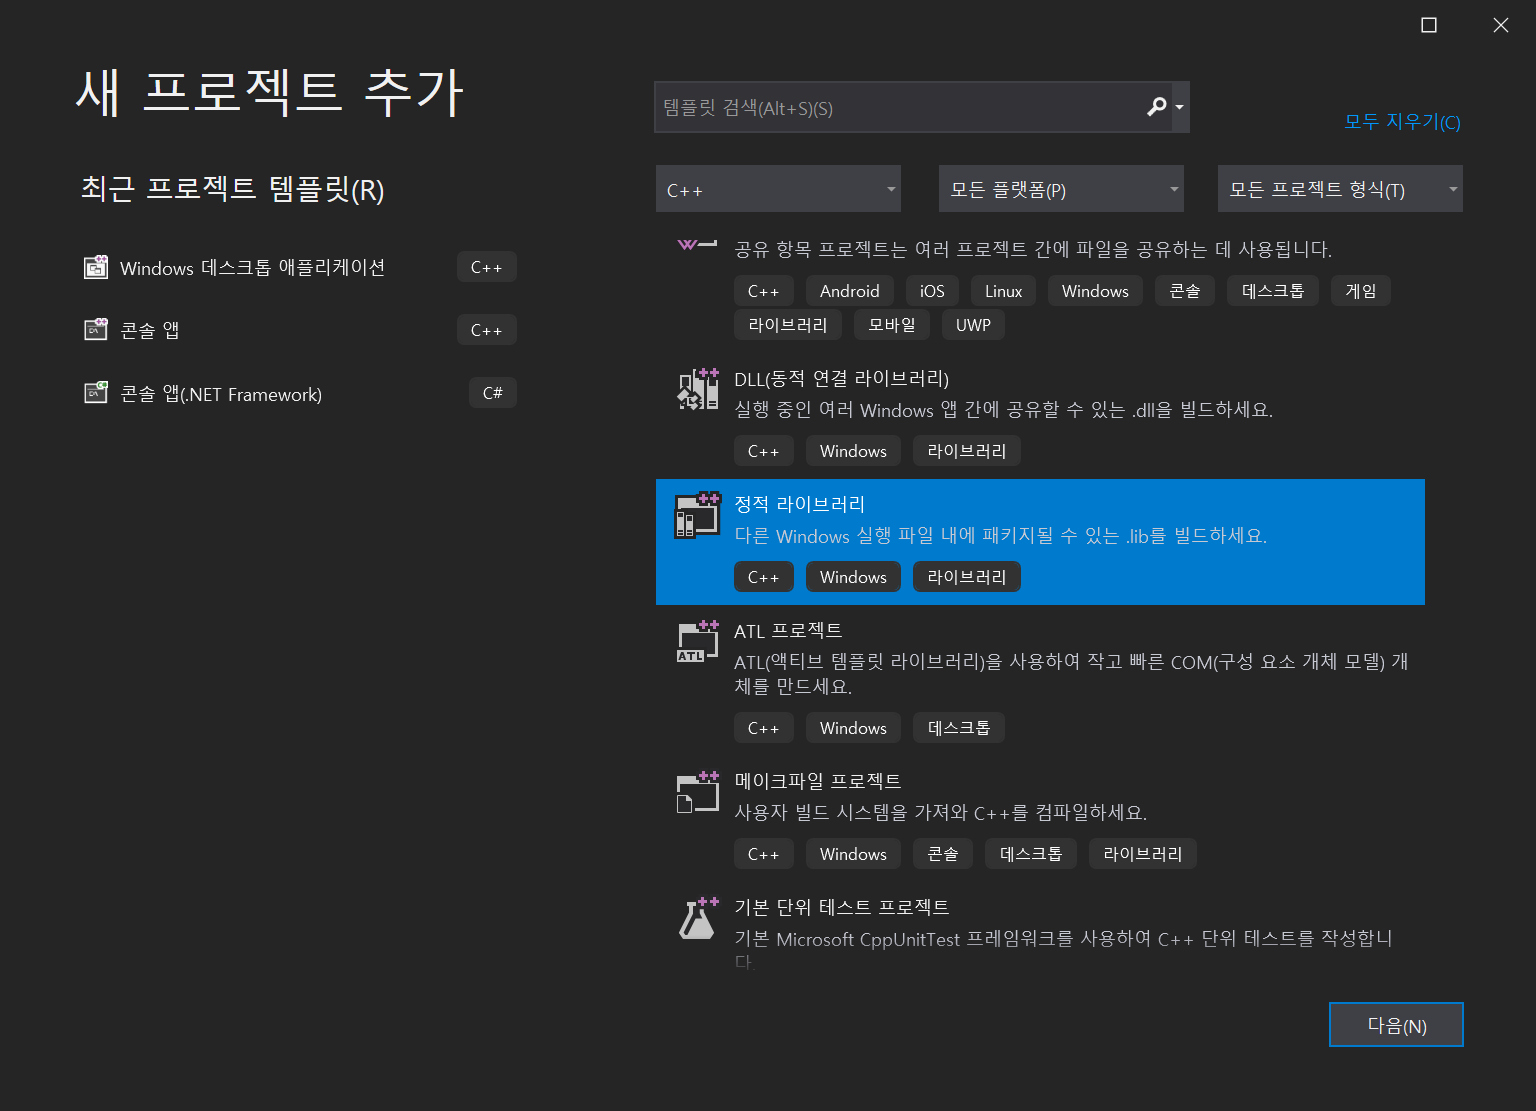 새 프로젝트 추가
템플릿 검색(Alt+S)(S)
모두 지우기(C)
최근 프로젝트 템플릿(R)
C++
모든 플랫폼(P)
모든 프로젝트 형식(T)
Windows 데스크톱 애플리케이션 C++
콘솔 앱 C++
콘솔 앱(.NET Framework) C#
공유 항목 프로젝트는 여러 프로젝트 간에 파일을 공유하는 데 사용됩니다.
C++ Android iOS Linux Windows 콘솔 데스크톱 게임
라이브러리 모바일 UWP
DLL(동적 연결 라이브러리)
실행 중인 여러 Windows 앱 간에 공유할 수 있는 .dll을 빌드하세요.
C++ Windows 라이브러리
정적 라이브러리
다른 Windows 실행 파일 내에 패키지될 수 있는 .lib를 빌드하세요.
C++ Windows 라이브러리
ATL
ATL 프로젝트
ATL(액티브 템플릿 라이브러리)을 사용하여 작고 빠른 COM(구성 요소 개체 모델) 개
체를 만드세요.
C++ Windows 데스크톱
메이크파일 프로젝트
사용자 빌드 시스템을 가져와 C++를 컴파일하세요.
C++ Windows 콘솔 데스크톱 라이브러리
기본 단위 테스트 프로젝트
기본 Microsoft CppUnitTest 프레임워크를 사용하여 C++ 단위 테스트를 작성합니
다.
다음(N)